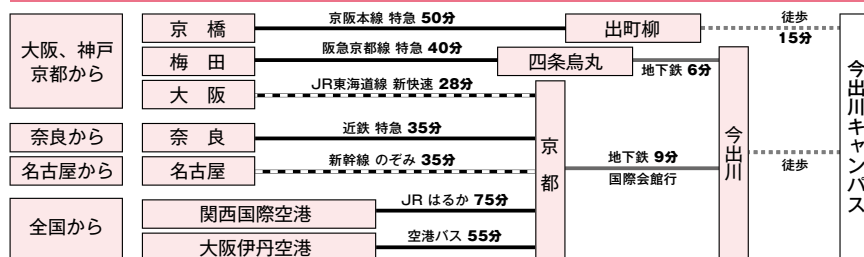 大阪、神戸
京都から
京橋
京阪本線 特急 50分
出町柳
徒歩
15分
梅田
阪急京都線 特急 40分
四条烏丸
地下鉄 6分
大阪
JR東海道線 新快速 28分
奈良から
奈良
近鉄 特急 35分
名古屋から
名古屋
新幹線 のぞみ 35分
京都
地下鉄 9分
国際会館行
今出川
徒歩
今出川キャンパス
全国から
関西国際空港
JR はるか 75分
大阪伊丹空港
空港バス 55分